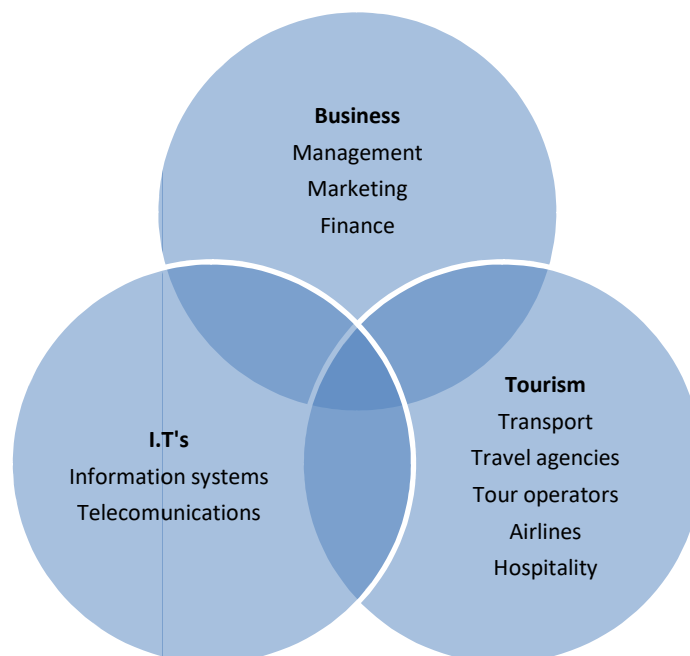 Business
Management
Marketing
Finance
I.T's
Information systems
Telecomunications
Tourism
Transport
Travel agencies
Tour operators
Airlines
Hospitality